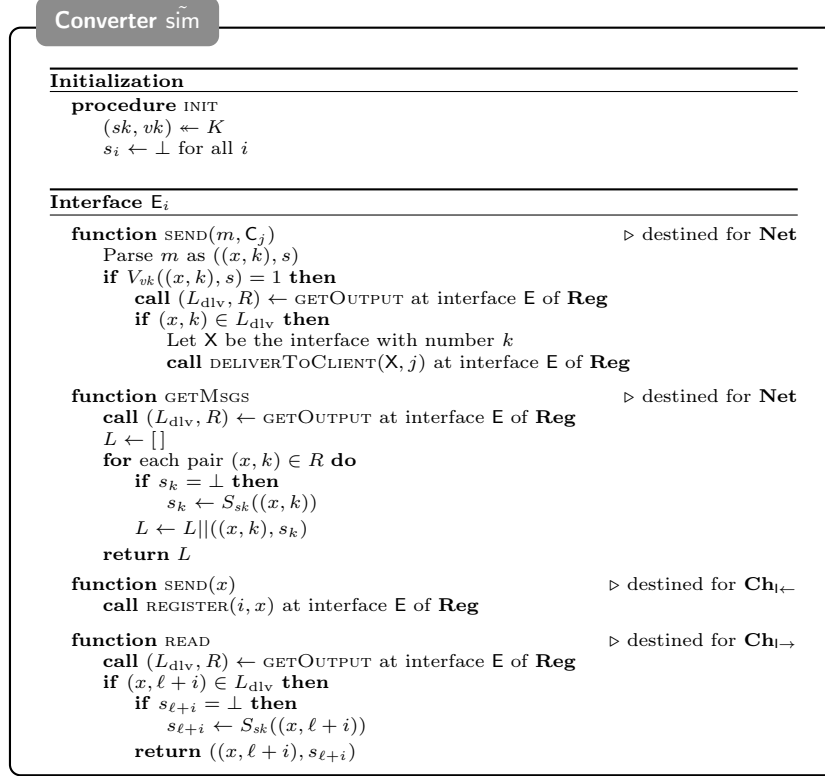 Converter sim̃
Initialization
procedure INIT
(sk, vk) ↞ K
s_i ← ⊥ for all i
Interface E_i
function SEND(m, C_j) ▷ destined for Net
Parse m as ((x, k), s)
if V_vk((x, k), s) = 1 then
call (L_dlv, R) ← GETOUTPUT at interface E of Reg
if (x, k) ∈ L_dlv then
Let X be the interface with number k
call DELIVERTOCLIENT(X, j) at interface E of Reg
function GETMSGS ▷ destined for Net
call (L_dlv, R) ← GETOUTPUT at interface E of Reg
L ← []
for each pair (x, k) ∈ R do
if s_k = ⊥ then
s_k ← S_sk((x, k))
L ← L||((x, k), s_k)
return L
function SEND(x) ▷ destined for Ch_I←
call REGISTER(i, x) at interface E of Reg
function READ ▷ destined for Ch_I→
call (L_dlv, R) ← GETOUTPUT at interface E of Reg
if (x, ℓ + i) ∈ L_dlv then
if s_ℓ+i = ⊥ then
s_ℓ+i ← S_sk((x, ℓ + i))
return ((x, ℓ + i), s_ℓ+i)